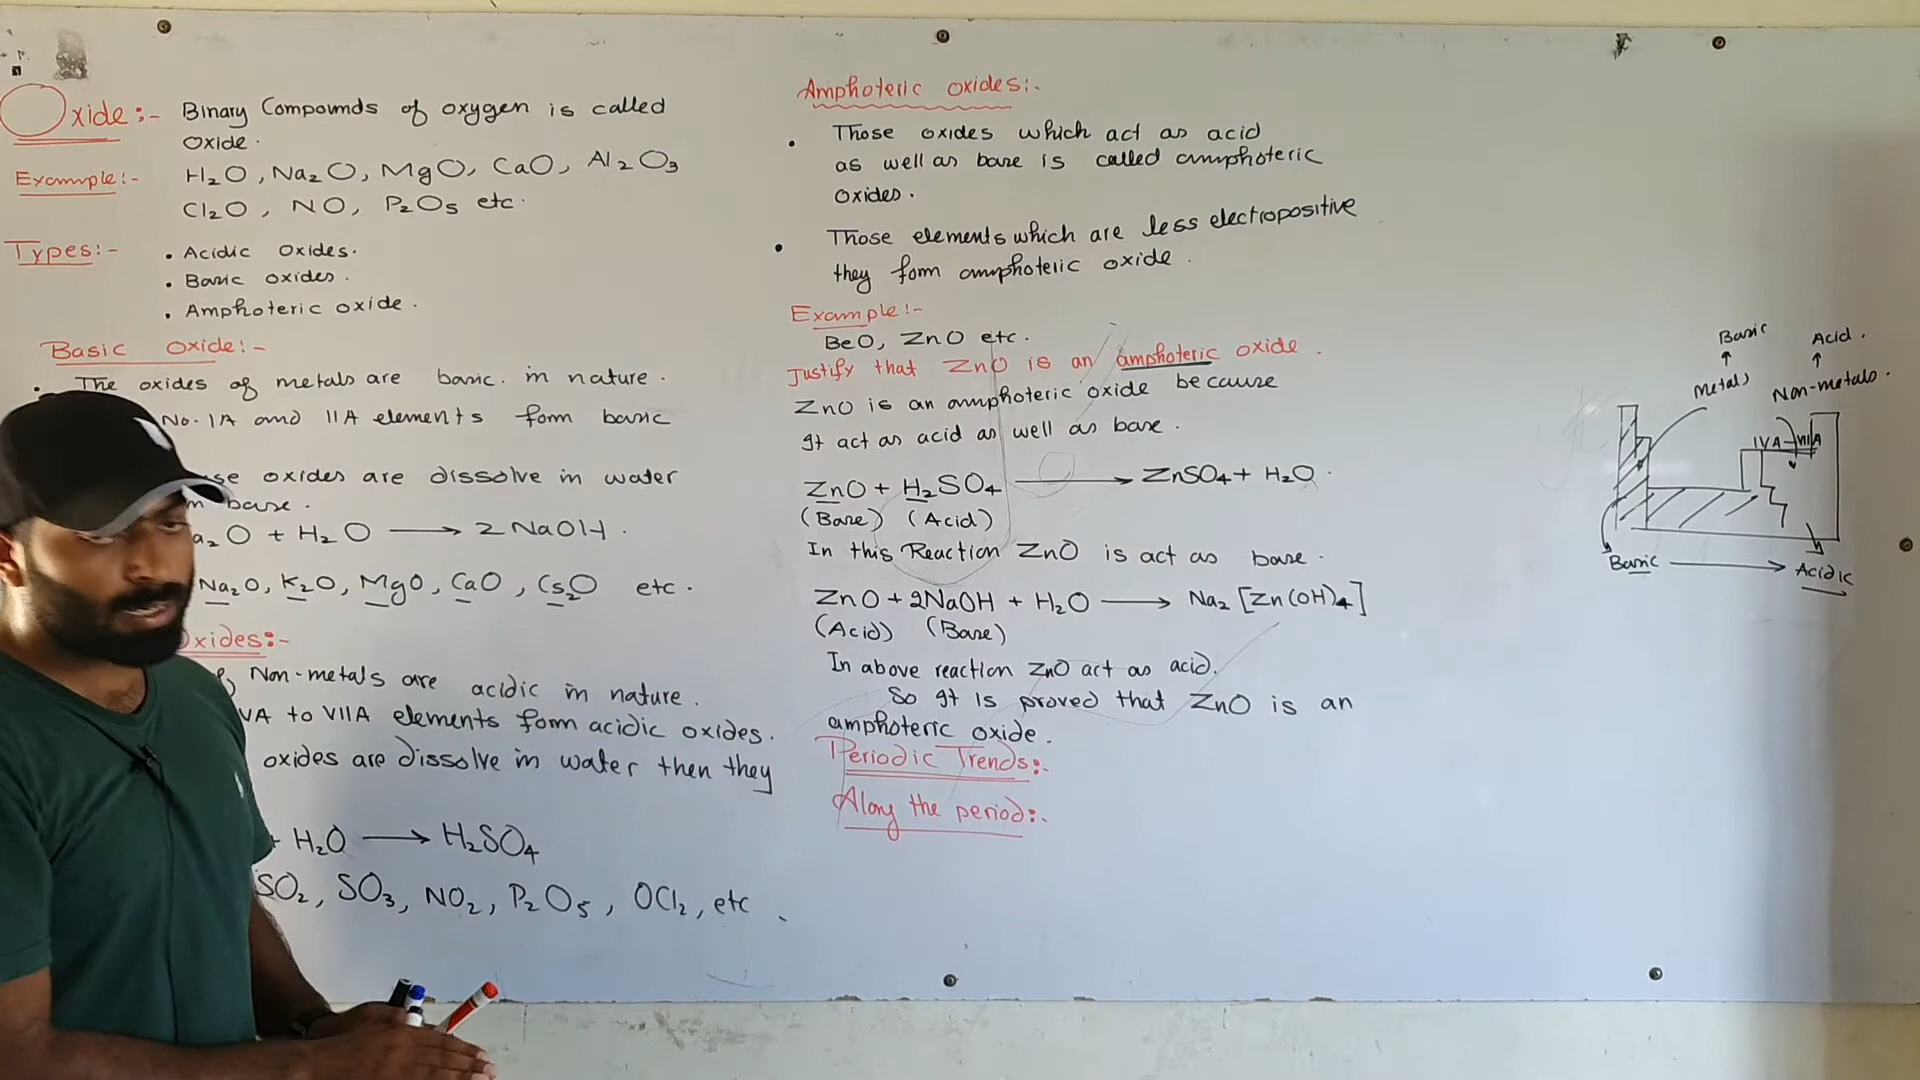 Oxide:- Binary Compounds of oxygen is called
Oxide.
Example:- H₂O, Na₂O, MgO, CaO, Al₂O₃
Cl₂O, NO, P₂O₅ etc.
Types:- • Acidic Oxides.
• Basic oxides.
• Amphoteric oxide.
Basic Oxide:-
• The oxides of metals are basic in nature.
No. IA and IIA elements form basic
oxides are dissolve in water
base.
O + H₂O ⟶ 2 NaOH.
Na₂O, K₂O, MgO, CaO, Cs₂O etc.
Oxides:-
Non-metals are acidic in nature.
VA to VIIA elements form acidic oxides.
oxides are dissolve in water then they
+ H₂O ⟶ H₂SO₄
SO₂, SO₃, NO₂, P₂O₅, OCl₂, etc
Amphoteric oxides:-
• Those oxides which act as acid
as well as base is called amphoteric
oxides.
• Those elements which are less electropositive
they form amphoteric oxide.
Example:-
BeO, ZnO etc.
Justify that ZnO is an amphoteric oxide.
ZnO is an amphoteric oxide because
It act as acid as well as base.
ZnO + H₂SO₄ ⟶ ZnSO₄ + H₂O.
(Base) (Acid)
In this Reaction ZnO is act as base.
ZnO + 2NaOH + H₂O ⟶ Na₂ [Zn(OH)₄]
(Acid) (Base)
In above reaction ZnO act as acid.
So It is proved that ZnO is an
amphoteric oxide.
Periodic Trends:-
Along the period:-
Basic Acid.
Metals Non-metals.
IVA-VIIA
Basic ⟶ Acidic